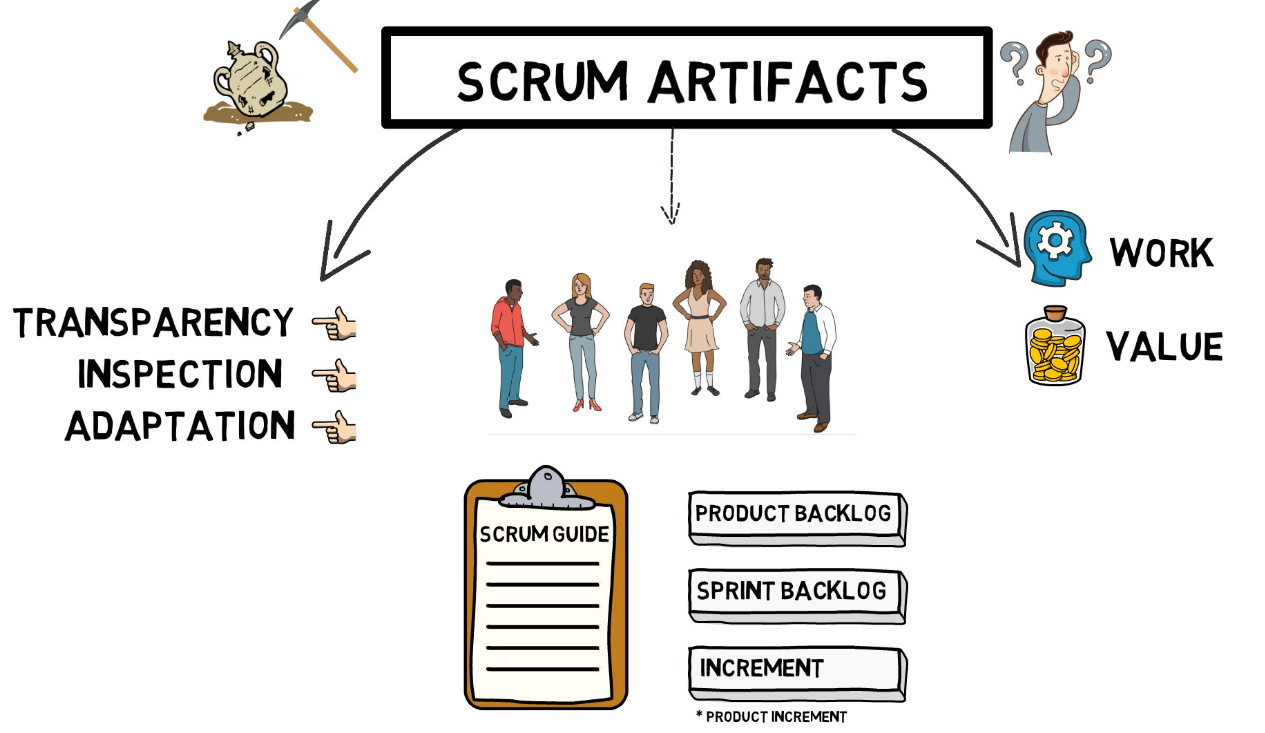 SCRUM ARTIFACTS
? ?
WORK
VALUE
TRANSPARENCY
INSPECTION
ADAPTATION
SCRUM GUIDE
PRODUCT BACKLOG
SPRINT BACKLOG
INCREMENT
* PRODUCT INCREMENT